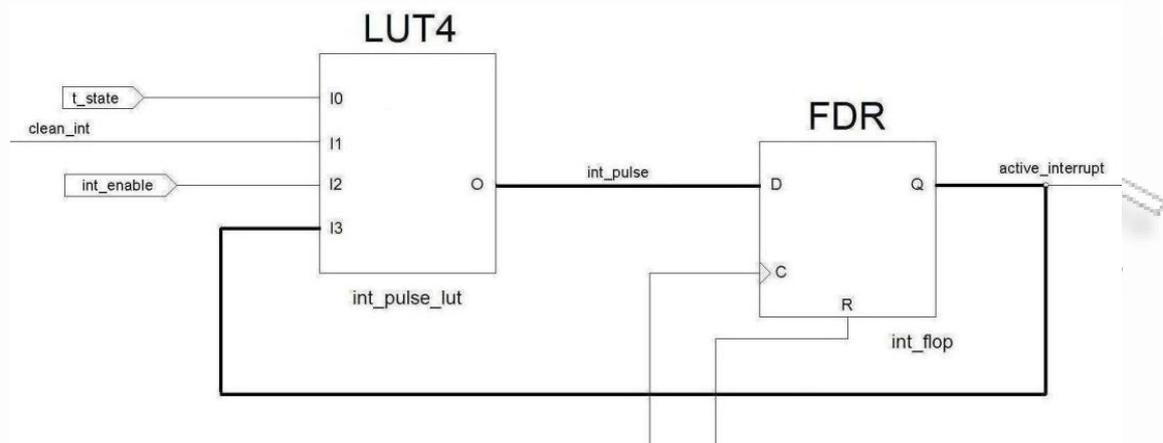 LUT4
t_state
I0
clean_int
I1
int_enable
I2
O
int_pulse
I3
int_pulse_lut
FDR
D
Q
active_interrupt
C
R
int_flop